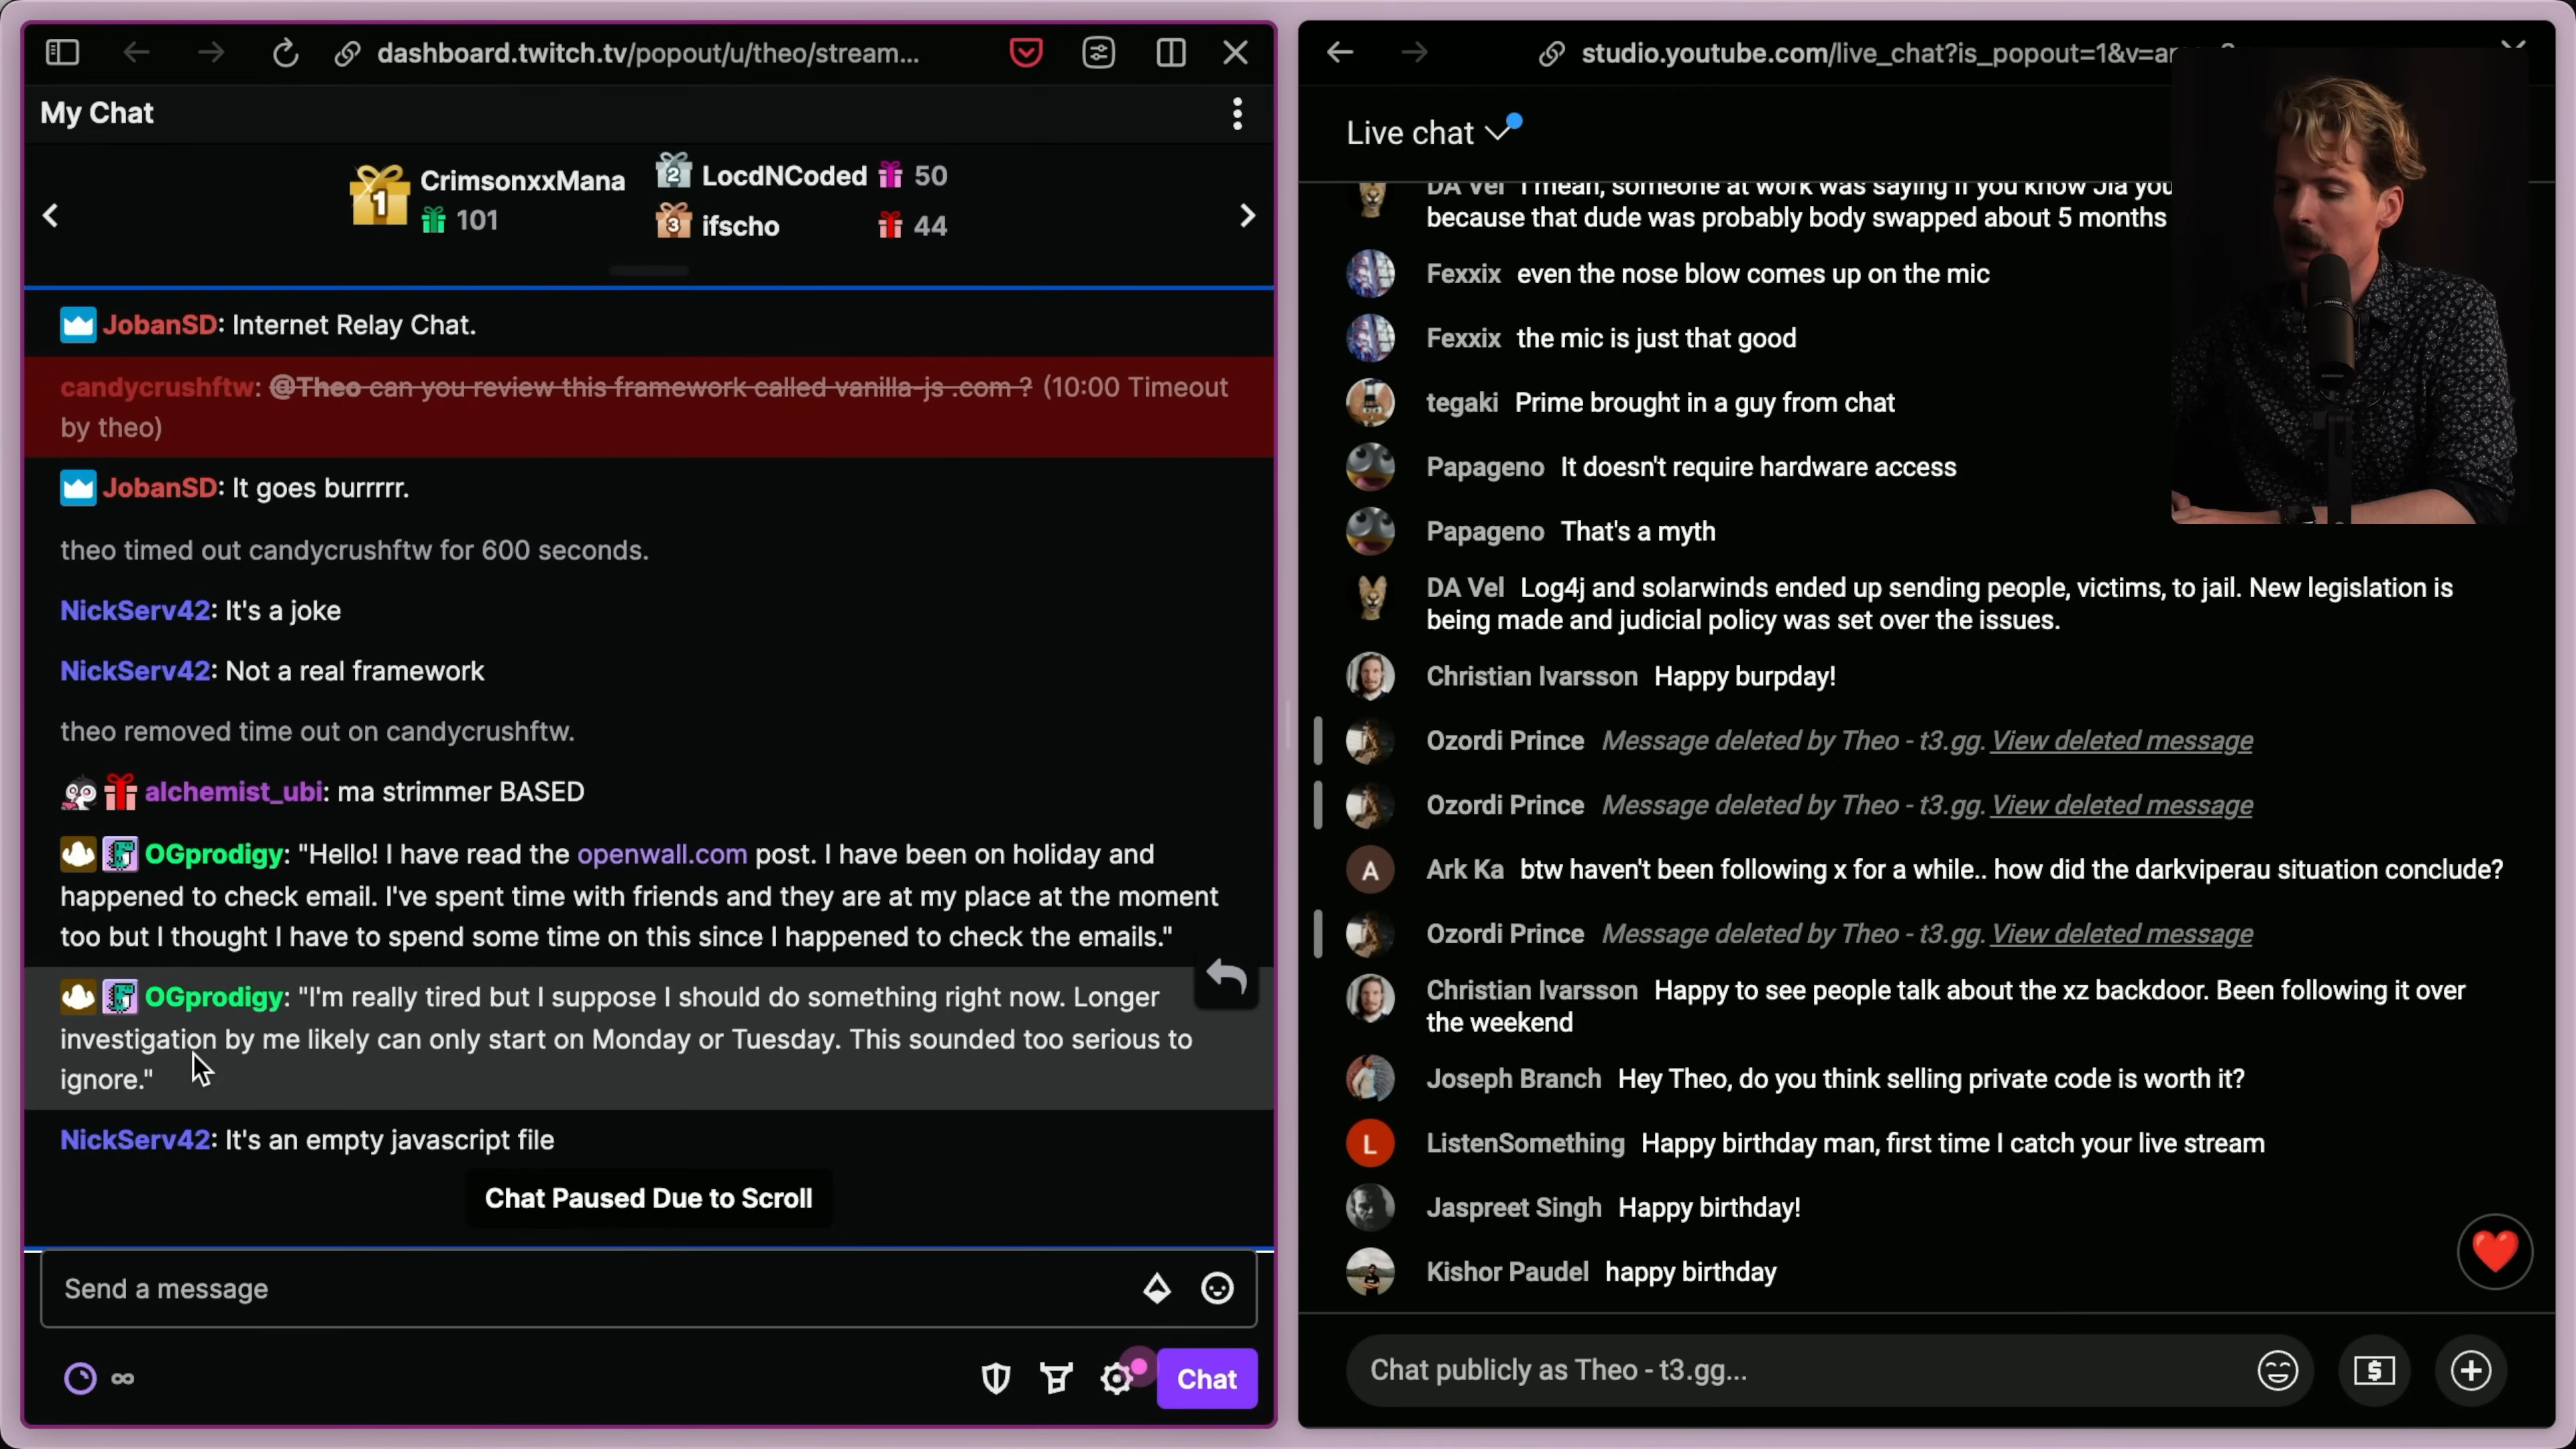 dashboard.twitch.tv/popout/u/theo/stream...
My Chat
1 CrimsonxxMana
101
2 LocdNCoded 50
3 ifscho 44
JobanSD: Internet Relay Chat.
candycrushftw: @Theo can you review this framework called vanilla-js .com ? (10:00 Timeout
by theo)
JobanSD: It goes burrrrr.
theo timed out candycrushftw for 600 seconds.
NickServ42: It's a joke
NickServ42: Not a real framework
theo removed time out on candycrushftw.
alchemist_ubi: ma strimmer BASED
OGprodigy: "Hello! I have read the openwall.com post. I have been on holiday and
happened to check email. I've spent time with friends and they are at my place at the moment
too but I thought I have to spend some time on this since I happened to check the emails."
OGprodigy: "I'm really tired but I suppose I should do something right now. Longer
investigation by me likely can only start on Monday or Tuesday. This sounded too serious to
ignore."
NickServ42: It's an empty javascript file
Chat Paused Due to Scroll
Send a message
Chat
studio.youtube.com/live_chat?is_popout=1&v=
Live chat
DA Vel I mean, someone at work was saying if you know Jia you
because that dude was probably body swapped about 5 months
Fexxix even the nose blow comes up on the mic
Fexxix the mic is just that good
tegaki Prime brought in a guy from chat
Papageno It doesn't require hardware access
Papageno That's a myth
DA Vel Log4j and solarwinds ended up sending people, victims, to jail. New legislation is
being made and judicial policy was set over the issues.
Christian Ivarsson Happy burpday!
Ozordi Prince Message deleted by Theo - t3.gg. View deleted message
Ozordi Prince Message deleted by Theo - t3.gg. View deleted message
A Ark Ka btw haven't been following x for a while.. how did the darkviperau situation conclude?
Ozordi Prince Message deleted by Theo - t3.gg. View deleted message
Christian Ivarsson Happy to see people talk about the xz backdoor. Been following it over
the weekend
Joseph Branch Hey Theo, do you think selling private code is worth it?
L ListenSomething Happy birthday man, first time I catch your live stream
Jaspreet Singh Happy birthday!
Kishor Paudel happy birthday
Chat publicly as Theo - t3.gg...